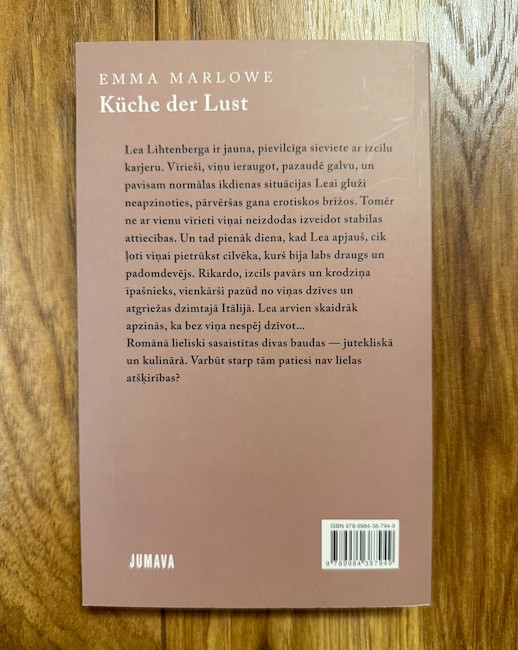 EMMA MARLOWE
Küche der Lust
Lea Lihtenberga ir jauna, pievilcīga sieviete ar izcilu
karjeru. Vīrieši, viņu ieraugot, pazaudē galvu, un
pavisam normālas ikdienas situācijas Leai gluži
neapzinoties, pārvēršas gana erotiskos brīžos. Tomēr
ne ar vienu vīrieti viņai neizdodas izveidot stabilas
attiecības. Un tad pienāk diena, kad Lea apjauš, cik
ļoti viņai pietrūkst cilvēka, kurš bija labs draugs un
padomdevējs. Rikardo, izcils pavārs un krodziņa
īpašnieks, vienkārši pazūd no viņas dzīves un
atgriežas dzimtajā Itālijā. Lea arvien skaidrāk
apzinās, ka bez viņa nespēj dzīvot...
Romānā lieliski sasaistītas divas baudas — jutekliskā
un kulinārā. Varbūt starp tām patiesi nav lielas
atšķirības?
ISBN 978-9984-38-794-9
9 789984 387949
JUMAVA